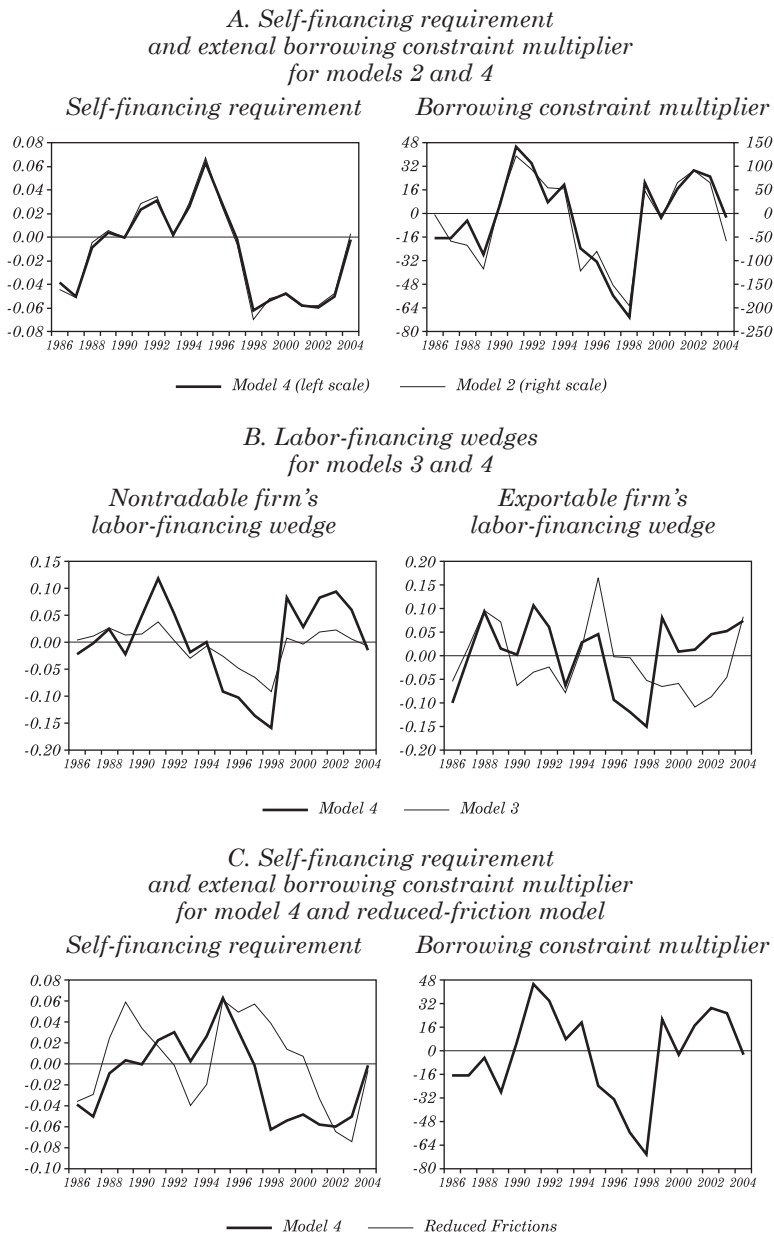 A. Self-financing requirement
and extenal borrowing constraint multiplier
for models 2 and 4
Self-financing requirement
Borrowing constraint multiplier
0.08
0.06
0.04
0.02
0.00
-0.02
-0.04
-0.06
-0.08
1986 1988 1990 1992 1994 1996 1998 2000 2002 2004
48
32
16
0
-16
-32
-48
-64
-80
150
100
50
0
-50
-100
-150
-200
-250
1986 1988 1990 1992 1994 1996 1998 2000 2002 2004
Model 4 (left scale)
Model 2 (right scale)
B. Labor-financing wedges
for models 3 and 4
Nontradable firm's
labor-financing wedge
Exportable firm's
labor-financing wedge
0.15
0.10
0.05
0.00
-0.05
-0.10
-0.15
-0.20
1986 1988 1990 1992 1994 1996 1998 2000 2002 2004
0.20
0.15
0.10
0.05
0.00
-0.05
-0.10
-0.15
-0.20
1986 1988 1990 1992 1994 1996 1998 2000 2002 2004
Model 4
Model 3
C. Self-financing requirement
and extenal borrowing constraint multiplier
for model 4 and reduced-friction model
Self-financing requirement
Borrowing constraint multiplier
0.08
0.06
0.04
0.02
0.00
-0.02
-0.04
-0.06
-0.08
-0.10
1986 1988 1990 1992 1994 1996 1998 2000 2002 2004
48
32
16
0
-16
-32
-48
-64
-80
1986 1988 1990 1992 1994 1996 1998 2000 2002 2004
Model 4
Reduced Frictions